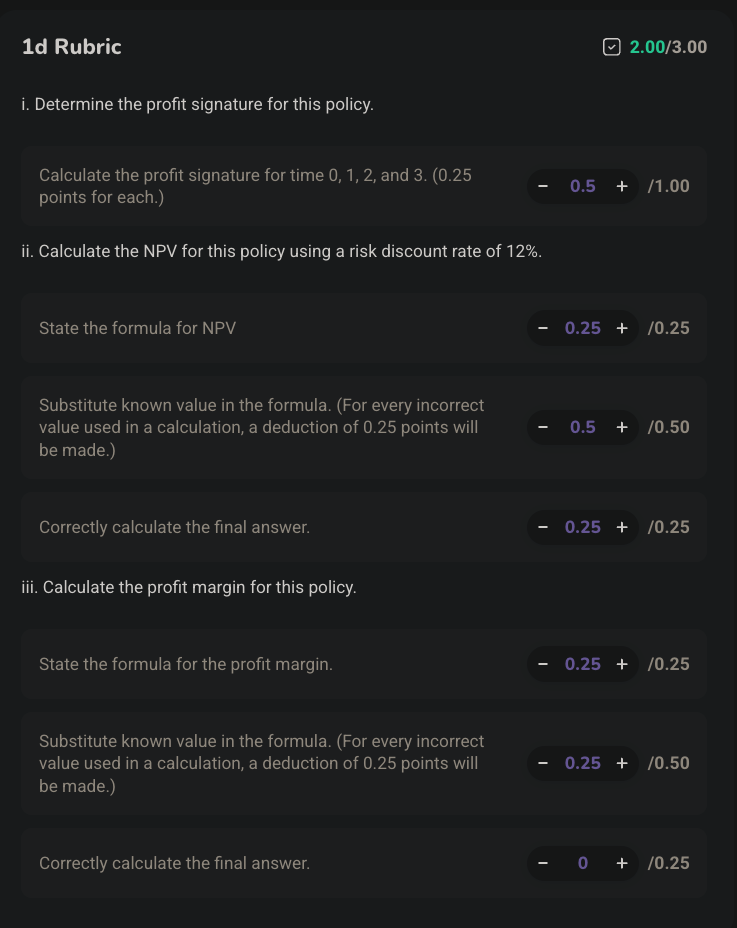 1d Rubric
2.00/3.00
i. Determine the profit signature for this policy.
Calculate the profit signature for time 0, 1, 2, and 3. (0.25
points for each.)
− 0.5 + /1.00
ii. Calculate the NPV for this policy using a risk discount rate of 12%.
State the formula for NPV
− 0.25 + /0.25
Substitute known value in the formula. (For every incorrect
value used in a calculation, a deduction of 0.25 points will
be made.)
− 0.5 + /0.50
Correctly calculate the final answer.
− 0.25 + /0.25
iii. Calculate the profit margin for this policy.
State the formula for the profit margin.
− 0.25 + /0.25
Substitute known value in the formula. (For every incorrect
value used in a calculation, a deduction of 0.25 points will
be made.)
− 0.25 + /0.50
Correctly calculate the final answer.
− 0 + /0.25